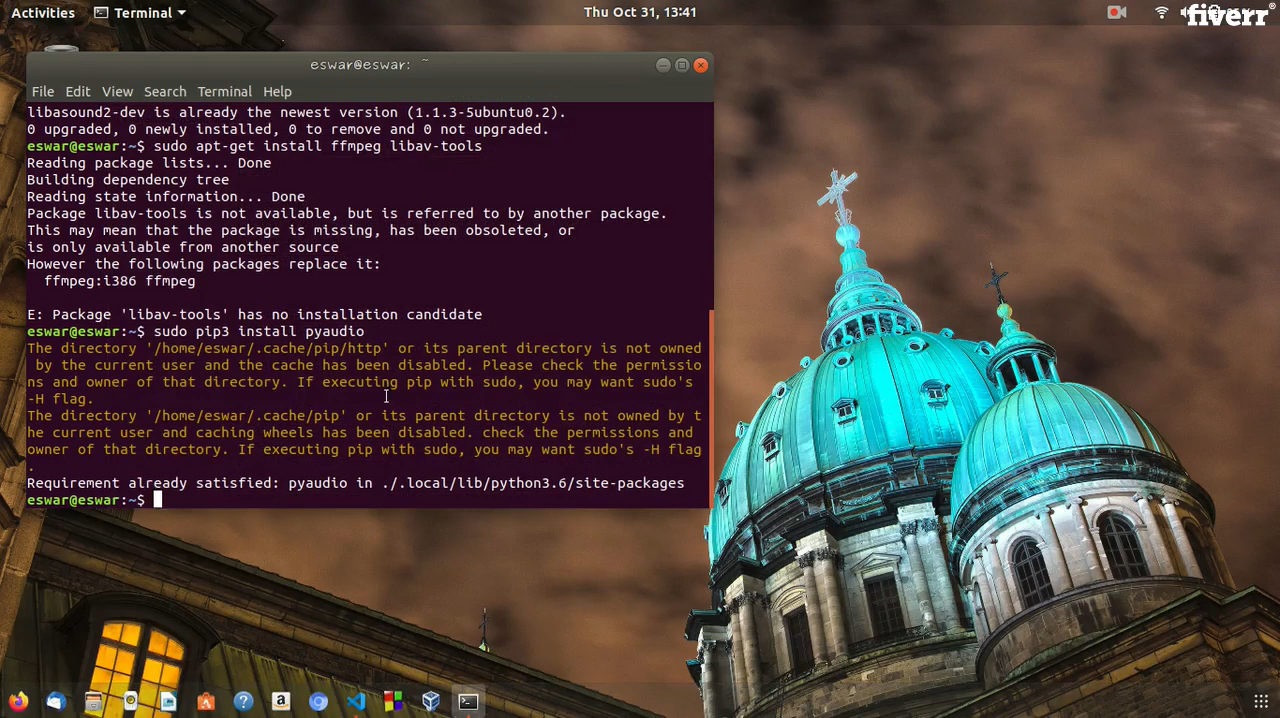 Activities Terminal Thu Oct 31, 13:41
fiverr®
eswar@eswar: ~
File Edit View Search Terminal Help
libasound2-dev is already the newest version (1.1.3-5ubuntu0.2).
0 upgraded, 0 newly installed, 0 to remove and 0 not upgraded.
eswar@eswar:~$ sudo apt-get install ffmpeg libav-tools
Reading package lists... Done
Building dependency tree
Reading state information... Done
Package libav-tools is not available, but is referred to by another package.
This may mean that the package is missing, has been obsoleted, or
is only available from another source
However the following packages replace it:
  ffmpeg:i386 ffmpeg
E: Package 'libav-tools' has no installation candidate
eswar@eswar:~$ sudo pip3 install pyaudio
The directory '/home/eswar/.cache/pip/http' or its parent directory is not owned
 by the current user and the cache has been disabled. Please check the permissio
ns and owner of that directory. If executing pip with sudo, you may want sudo's
-H flag.
The directory '/home/eswar/.cache/pip' or its parent directory is not owned by t
he current user and caching wheels has been disabled. check the permissions and
owner of that directory. If executing pip with sudo, you may want sudo's -H flag
.
Requirement already satisfied: pyaudio in ./.local/lib/python3.6/site-packages
eswar@eswar:~$